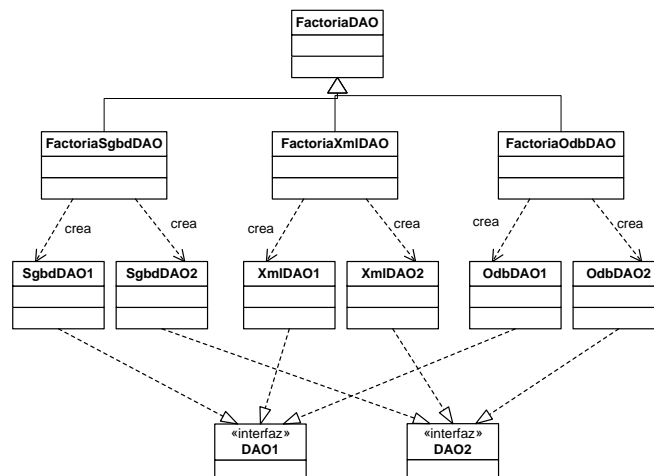 FactoriaDAO
FactoriaSgbdDAO
FactoriaXmlDAO
FactoriaOdbDAO
crea
crea
crea
crea
crea
crea
SgbdDAO1
SgbdDAO2
XmlDAO1
XmlDAO2
OdbDAO1
OdbDAO2
«interfaz»
DAO1
«interfaz»
DAO2